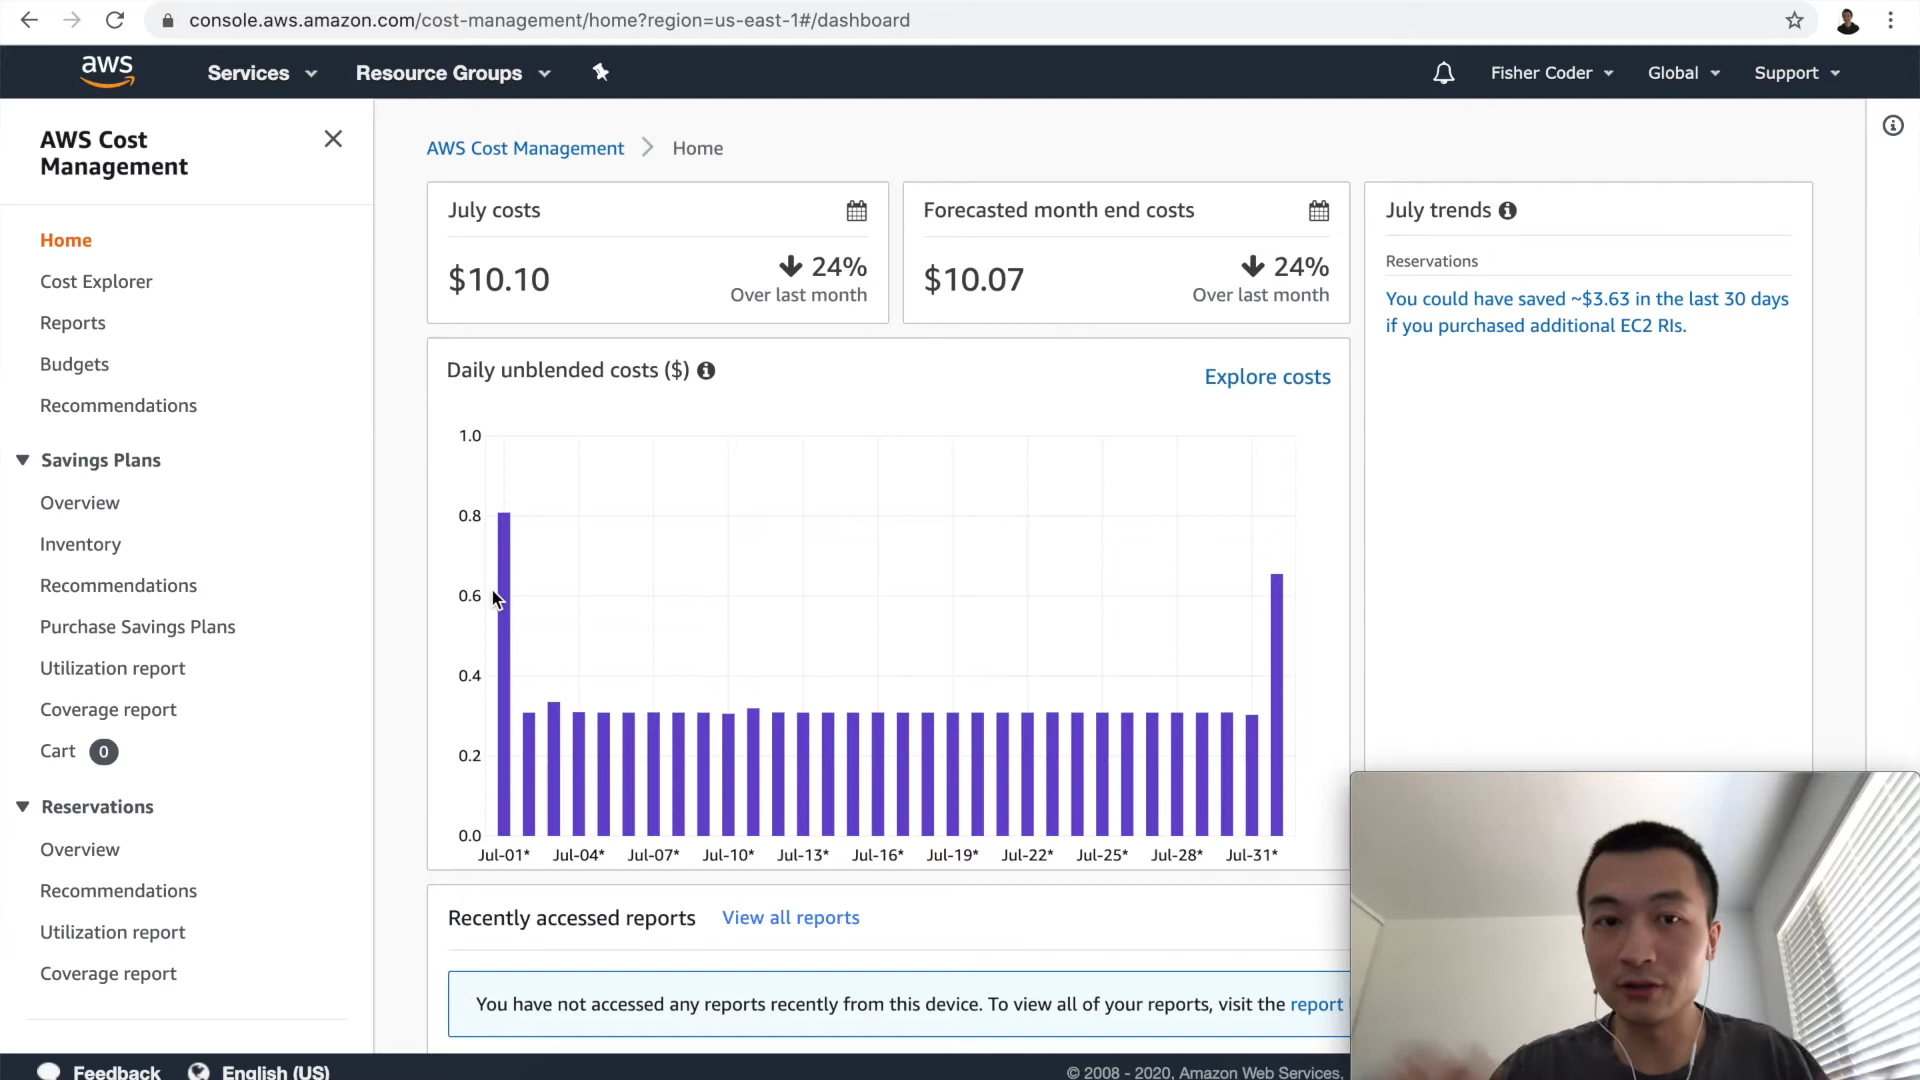 console.aws.amazon.com/cost-management/home?region=us-east-1#/dashboard
aws
Services
Resource Groups
Fisher Coder
Global
Support
AWS Cost
Management
Home
Cost Explorer
Reports
Budgets
Recommendations
Savings Plans
Overview
Inventory
Recommendations
Purchase Savings Plans
Utilization report
Coverage report
Cart 0
Reservations
Overview
Recommendations
Utilization report
Coverage report
AWS Cost Management > Home
July costs
$10.10
24%
Over last month
Forecasted month end costs
$10.07
24%
Over last month
July trends
Reservations
You could have saved ~$3.63 in the last 30 days
if you purchased additional EC2 RIs.
Daily unblended costs ($)
Explore costs
1.0
0.8
0.6
0.4
0.2
0.0
Jul-01* Jul-04* Jul-07* Jul-10* Jul-13* Jul-16* Jul-19* Jul-22* Jul-25* Jul-28* Jul-31*
Recently accessed reports View all reports
You have not accessed any reports recently from this device. To view all of your reports, visit the report
Feedback
English (US)
© 2008 - 2020, Amazon Web Services,